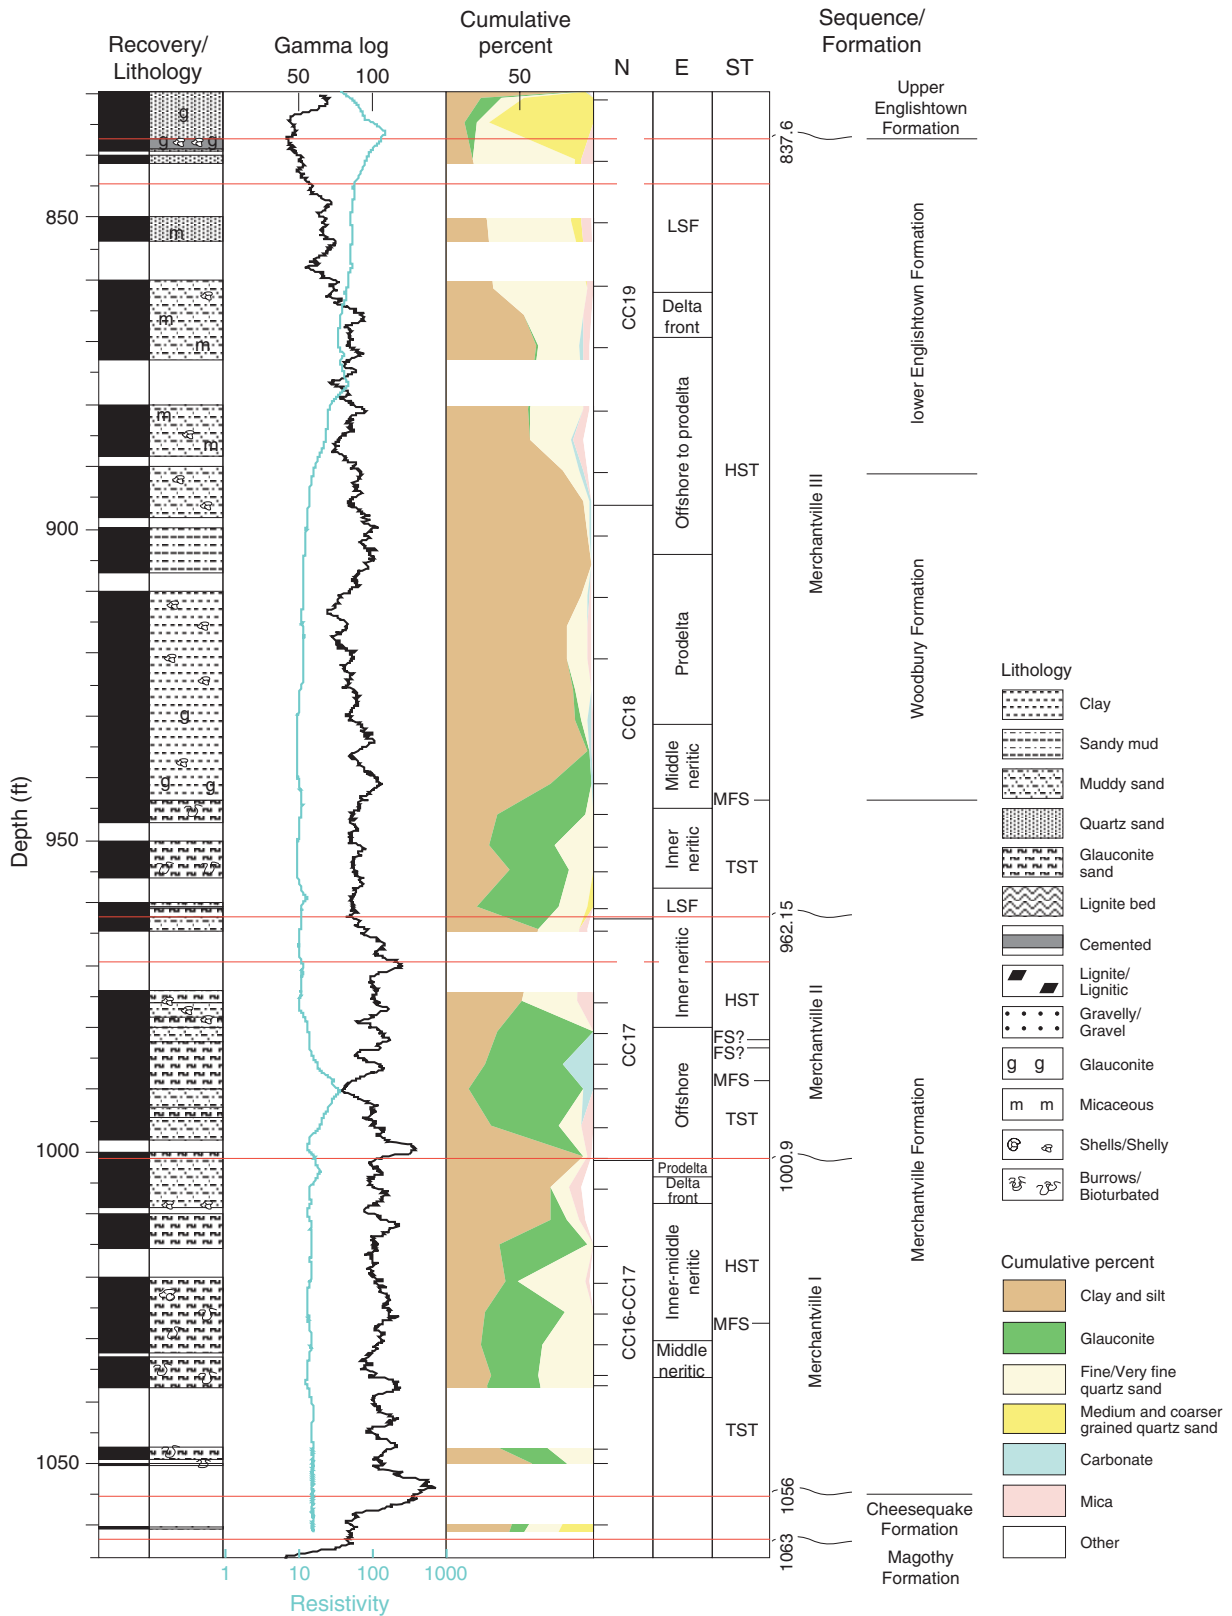 Recovery/
Lithology
Gamma log
50 100
Cumulative
percent
50
N
E
ST
Sequence/
Formation
Depth (ft)
850
900
950
1000
1050
g
g g
m
m
m
m
m
g
g g
1 10 100 1000
Resistivity
CC19
CC18
CC17
CC16-CC17
LSF
Delta
front
Offshore to prodelta
Prodelta
Middle
neritic
Inner
neritic
LSF
Inner neritic
Offshore
Prodelta
Delta
front
Inner-middle
neritic
Middle
neritic
HST
MFS
TST
HST
FS?
FS?
MFS
TST
HST
MFS
TST
837.6
962.15
1000.9
1056
1063
Merchantville III
Merchantville II
Merchantville I
Upper
Englishtown
Formation
lower Englishtown Formation
Woodbury Formation
Merchantville Formation
Cheesequake
Formation
Magothy
Formation
Lithology
Clay
Sandy mud
Muddy sand
Quartz sand
Glauconite
sand
Lignite bed
Cemented
Lignite/
Lignitic
Gravelly/
Gravel
g g Glauconite
m m Micaceous
Shells/Shelly
Burrows/
Bioturbated
Cumulative percent
Clay and silt
Glauconite
Fine/Very fine
quartz sand
Medium and coarser
grained quartz sand
Carbonate
Mica
Other